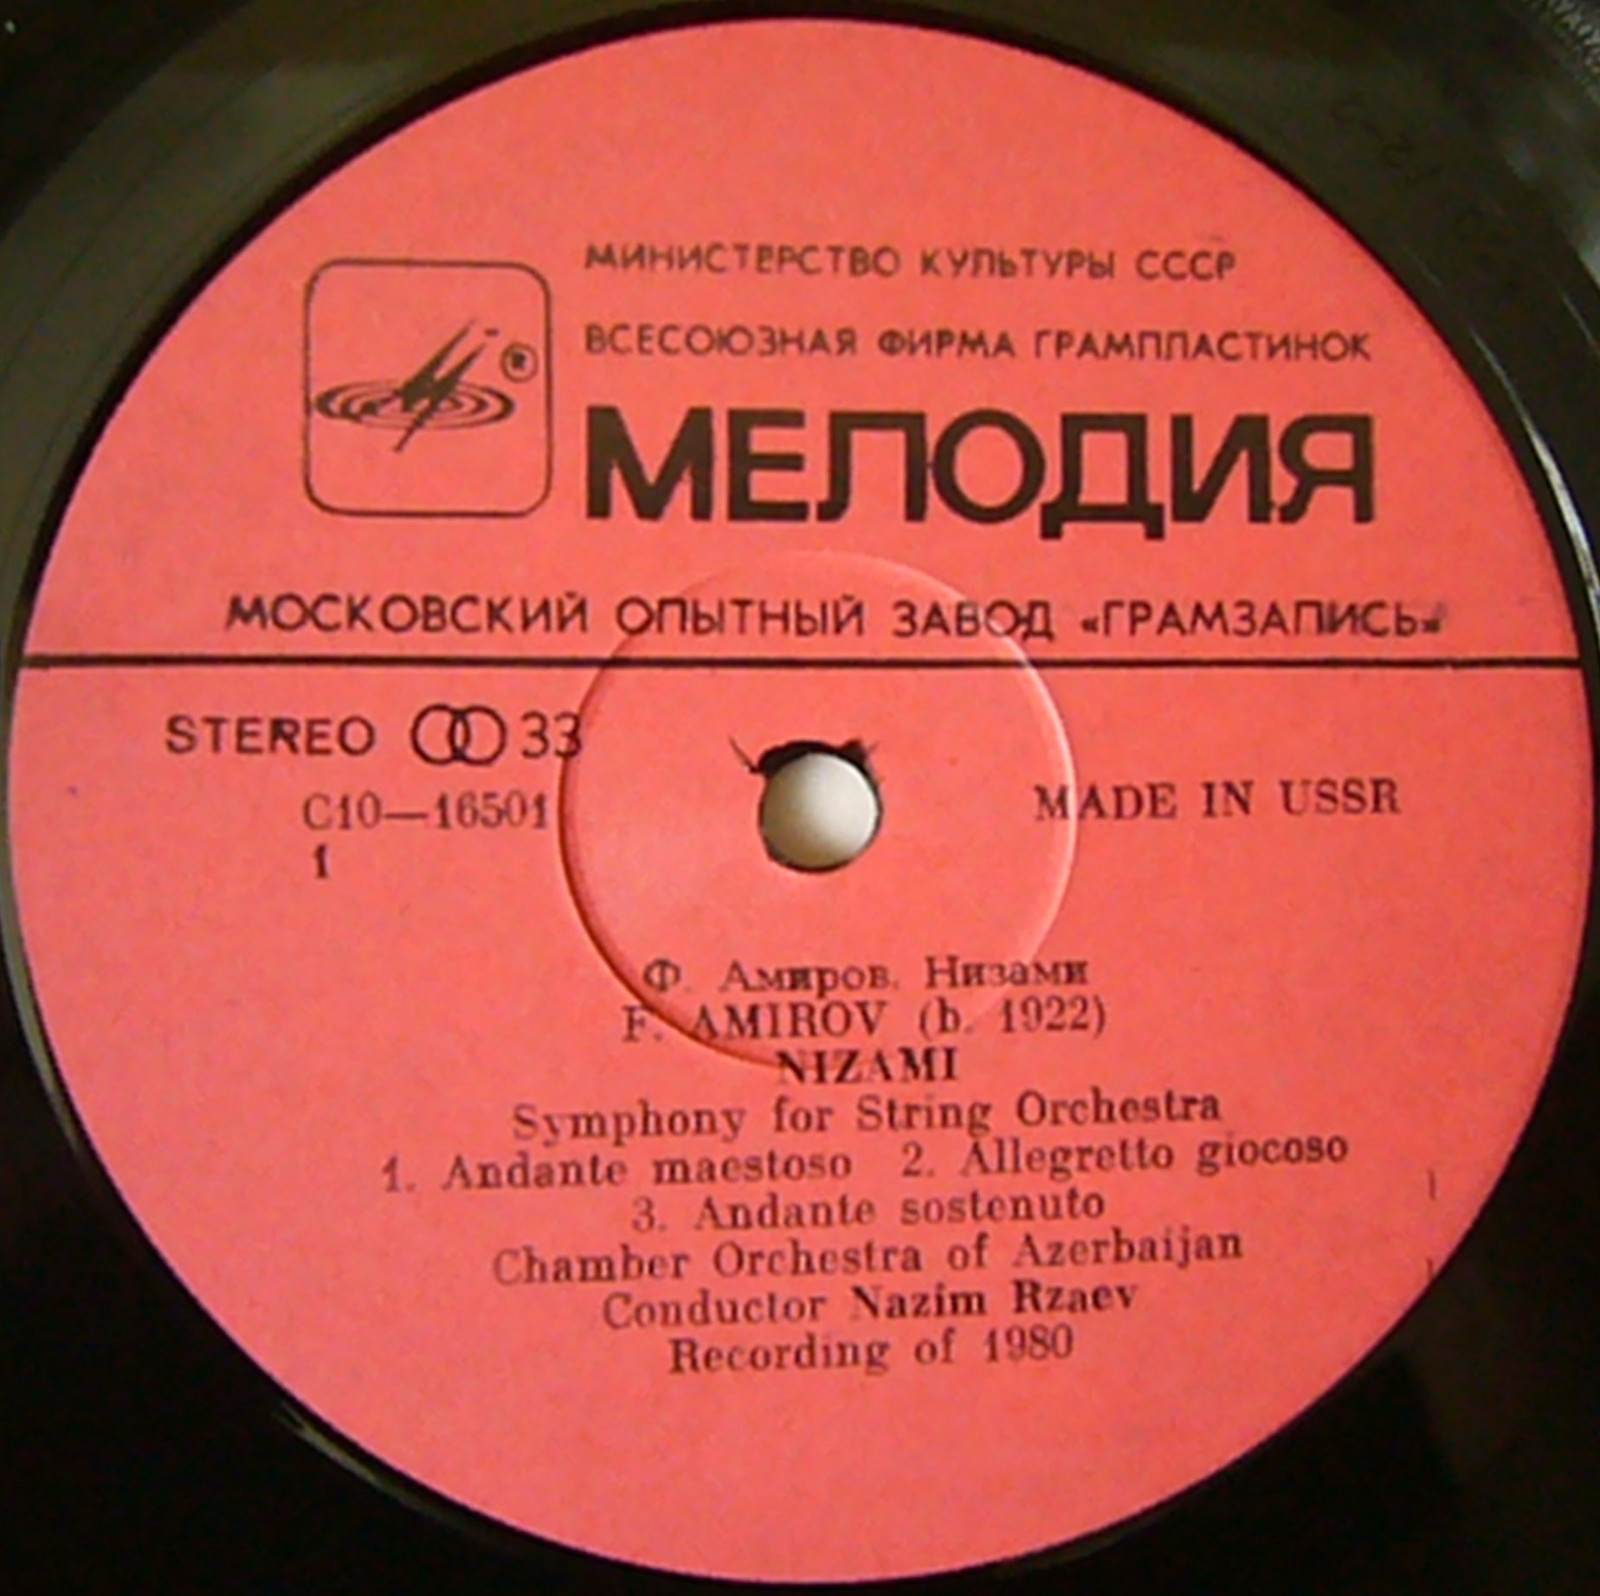 МИНИСТЕРСТВО КУЛЬТУРЫ СССР
ВСЕСОЮЗНАЯ ФИРМА ГРАМПЛАСТИНОК
МЕЛОДИЯ
МОСКОВСКИЙ ОПЫТНЫЙ ЗАВОД «ГРАМЗАПИСЬ»
STEREO 33
С10—16501
1
MADE IN USSR
Ф. Амиров. Низами
F. AMIROV (b. 1922)
NIZAMI
Symphony for String Orchestra
1. Andante maestoso 2. Allegretto giocoso
3. Andante sostenuto
Chamber Orchestra of Azerbaijan
Conductor Nazim Rzaev
Recording of 1980